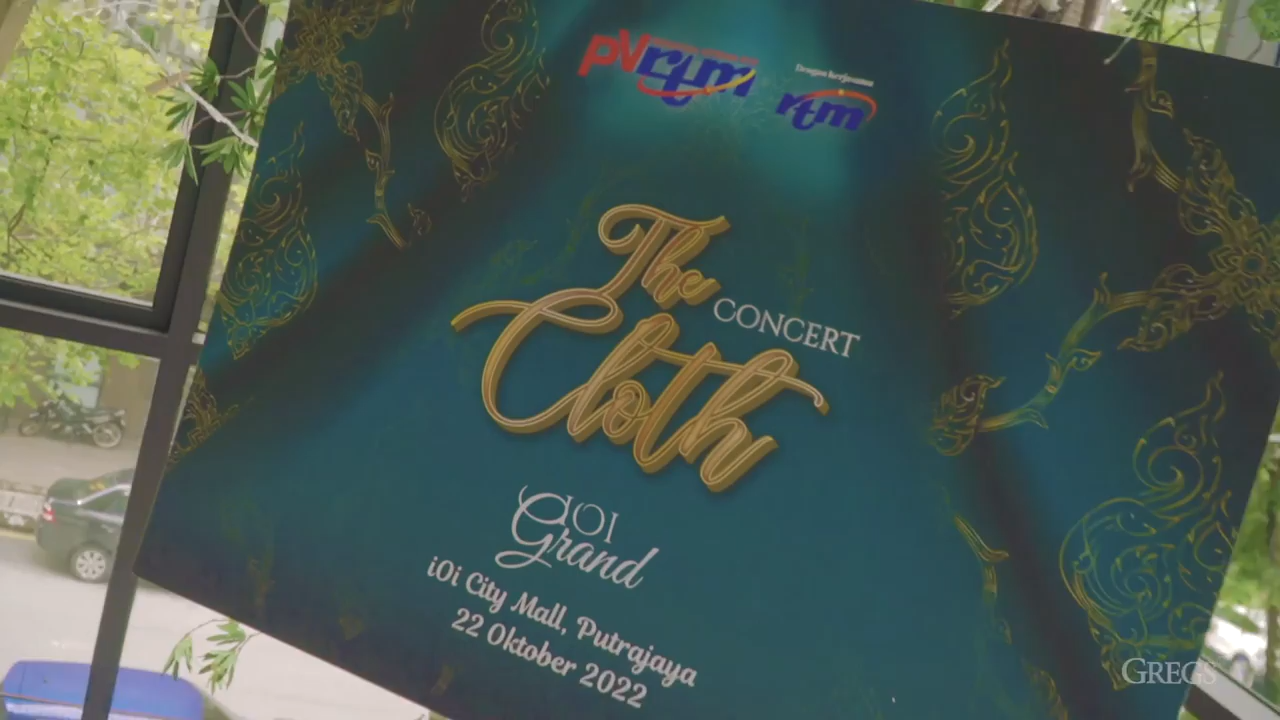 pVrtm
Dengan kerjasama
rtm
The
CONCERT
Cloth
IOI
Grand
iOi City Mall, Putrajaya
22 Oktober 2022
GREGS